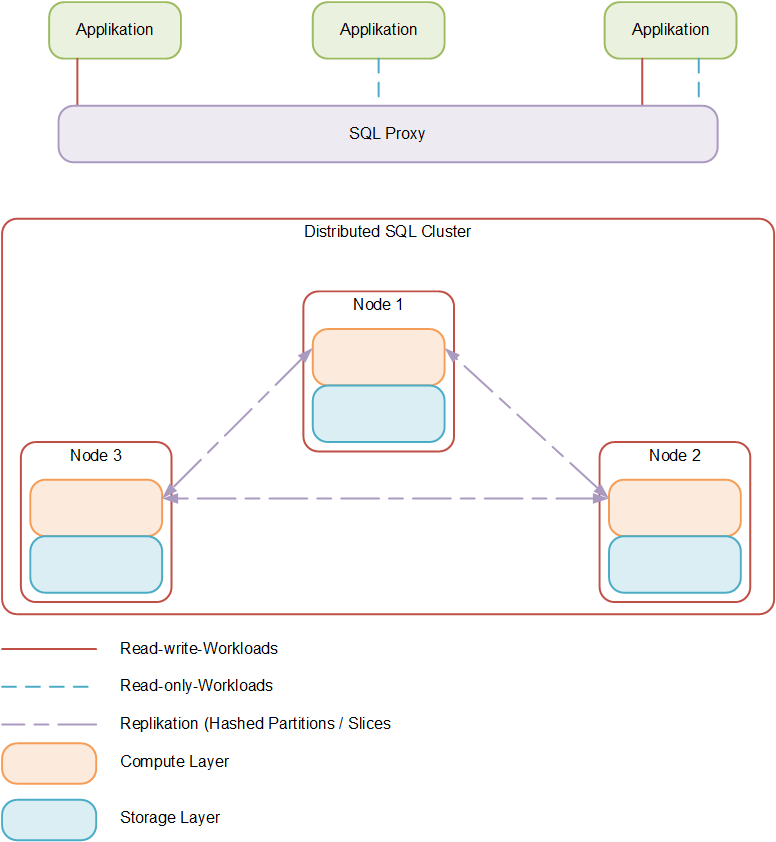 Applikation
Applikation
Applikation
SQL Proxy
Distributed SQL Cluster
Node 1
Node 3
Node 2
Read-write-Workloads
Read-only-Workloads
Replikation (Hashed Partitions / Slices
Compute Layer
Storage Layer